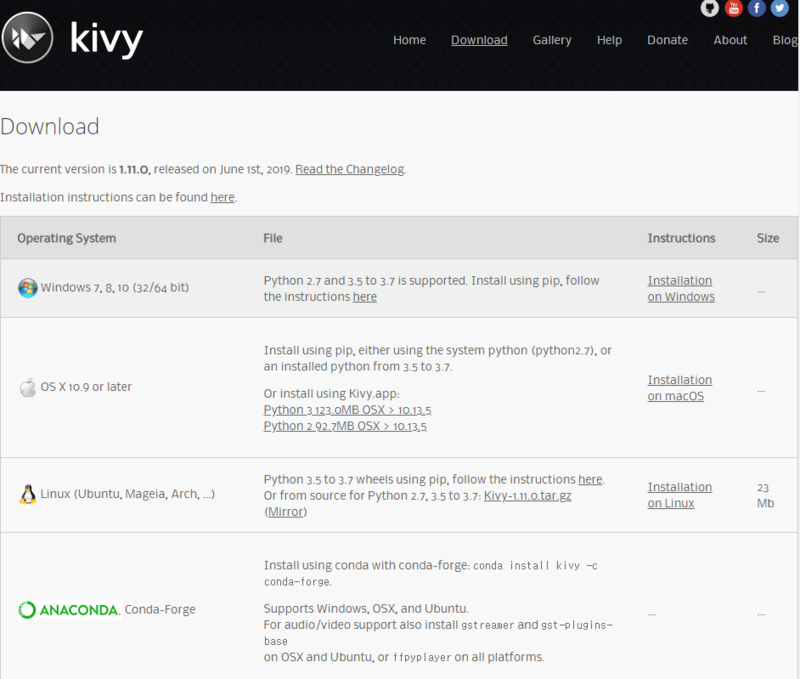 kivy
Home Download Gallery Help Donate About Blog
Download
The current version is 1.11.0, released on June 1st, 2019. Read the Changelog.
Installation instructions can be found here.
Operating System File Instructions Size
Windows 7, 8, 10 (32/64 bit)
Python 2.7 and 3.5 to 3.7 is supported. Install using pip, follow
the instructions here
Installation
on Windows
...
OS X 10.9 or later
Install using pip, either using the system python (python2.7), or
an installed python from 3.5 to 3.7.
Or install using Kivy.app:
Python 3 123.0MB OSX > 10.13.5
Python 2 92.7MB OSX > 10.13.5
Installation
on macOS
...
Linux (Ubuntu, Mageia, Arch, ...)
Python 3.5 to 3.7 wheels using pip, follow the instructions here.
Or from source for Python 2.7, 3.5 to 3.7: Kivy-1.11.0.tar.gz
(Mirror)
Installation
on Linux
23
Mb
ANACONDA. Conda-Forge
Install using conda with conda-forge: conda install kivy -c
conda-forge.
Supports Windows, OSX, and Ubuntu.
For audio/video support also install gstreamer and gst-plugins-
base
on OSX and Ubuntu, or ffpyplayer on all platforms.
...
...